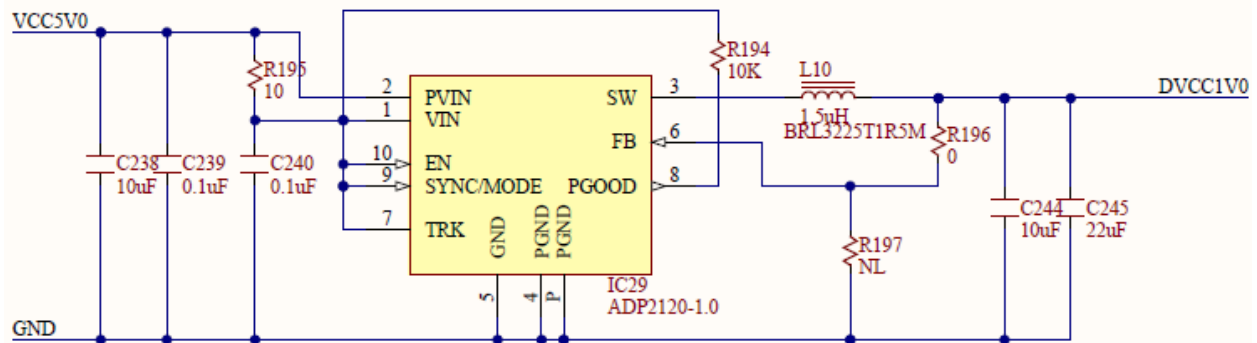 VCC5V0
R195
10
C238
10uF
C239
0.1uF
C240
0.1uF
2
1
10
9
7
PVIN
VIN
EN
SYNC/MODE
TRK
GND
PGND
PGND
SW
FB
PGOOD
5
4
P
3
6
8
IC29
ADP2120-1.0
R194
10K
L10
1.5uH
BRL3225T1R5M
R196
0
R197
NL
C244
10uF
C245
22uF
DVCC1V0
GND